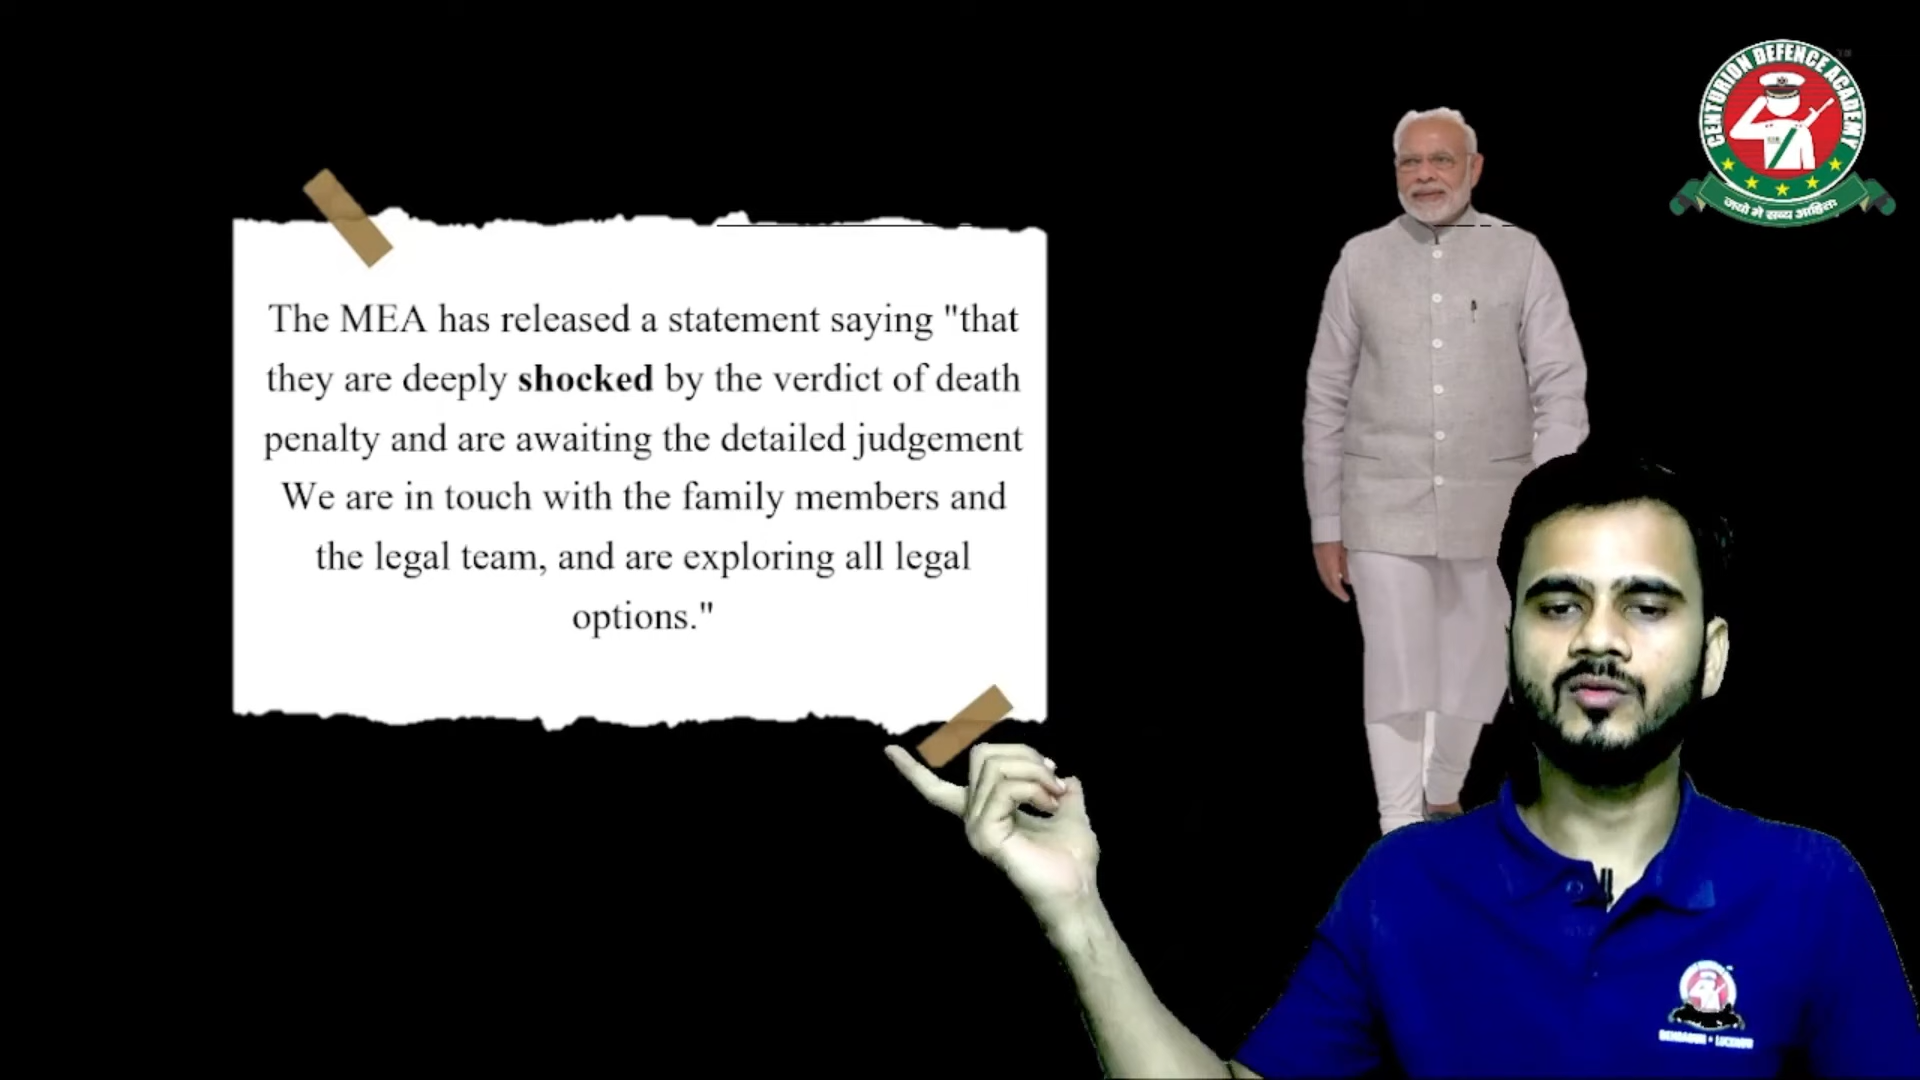 The MEA has released a statement saying "that
they are deeply shocked by the verdict of death
penalty and are awaiting the detailed judgement
We are in touch with the family members and
the legal team, and are exploring all legal
options."
CENTURION DEFENCE ACADEMY
DEHRADUN • LUCKNOW